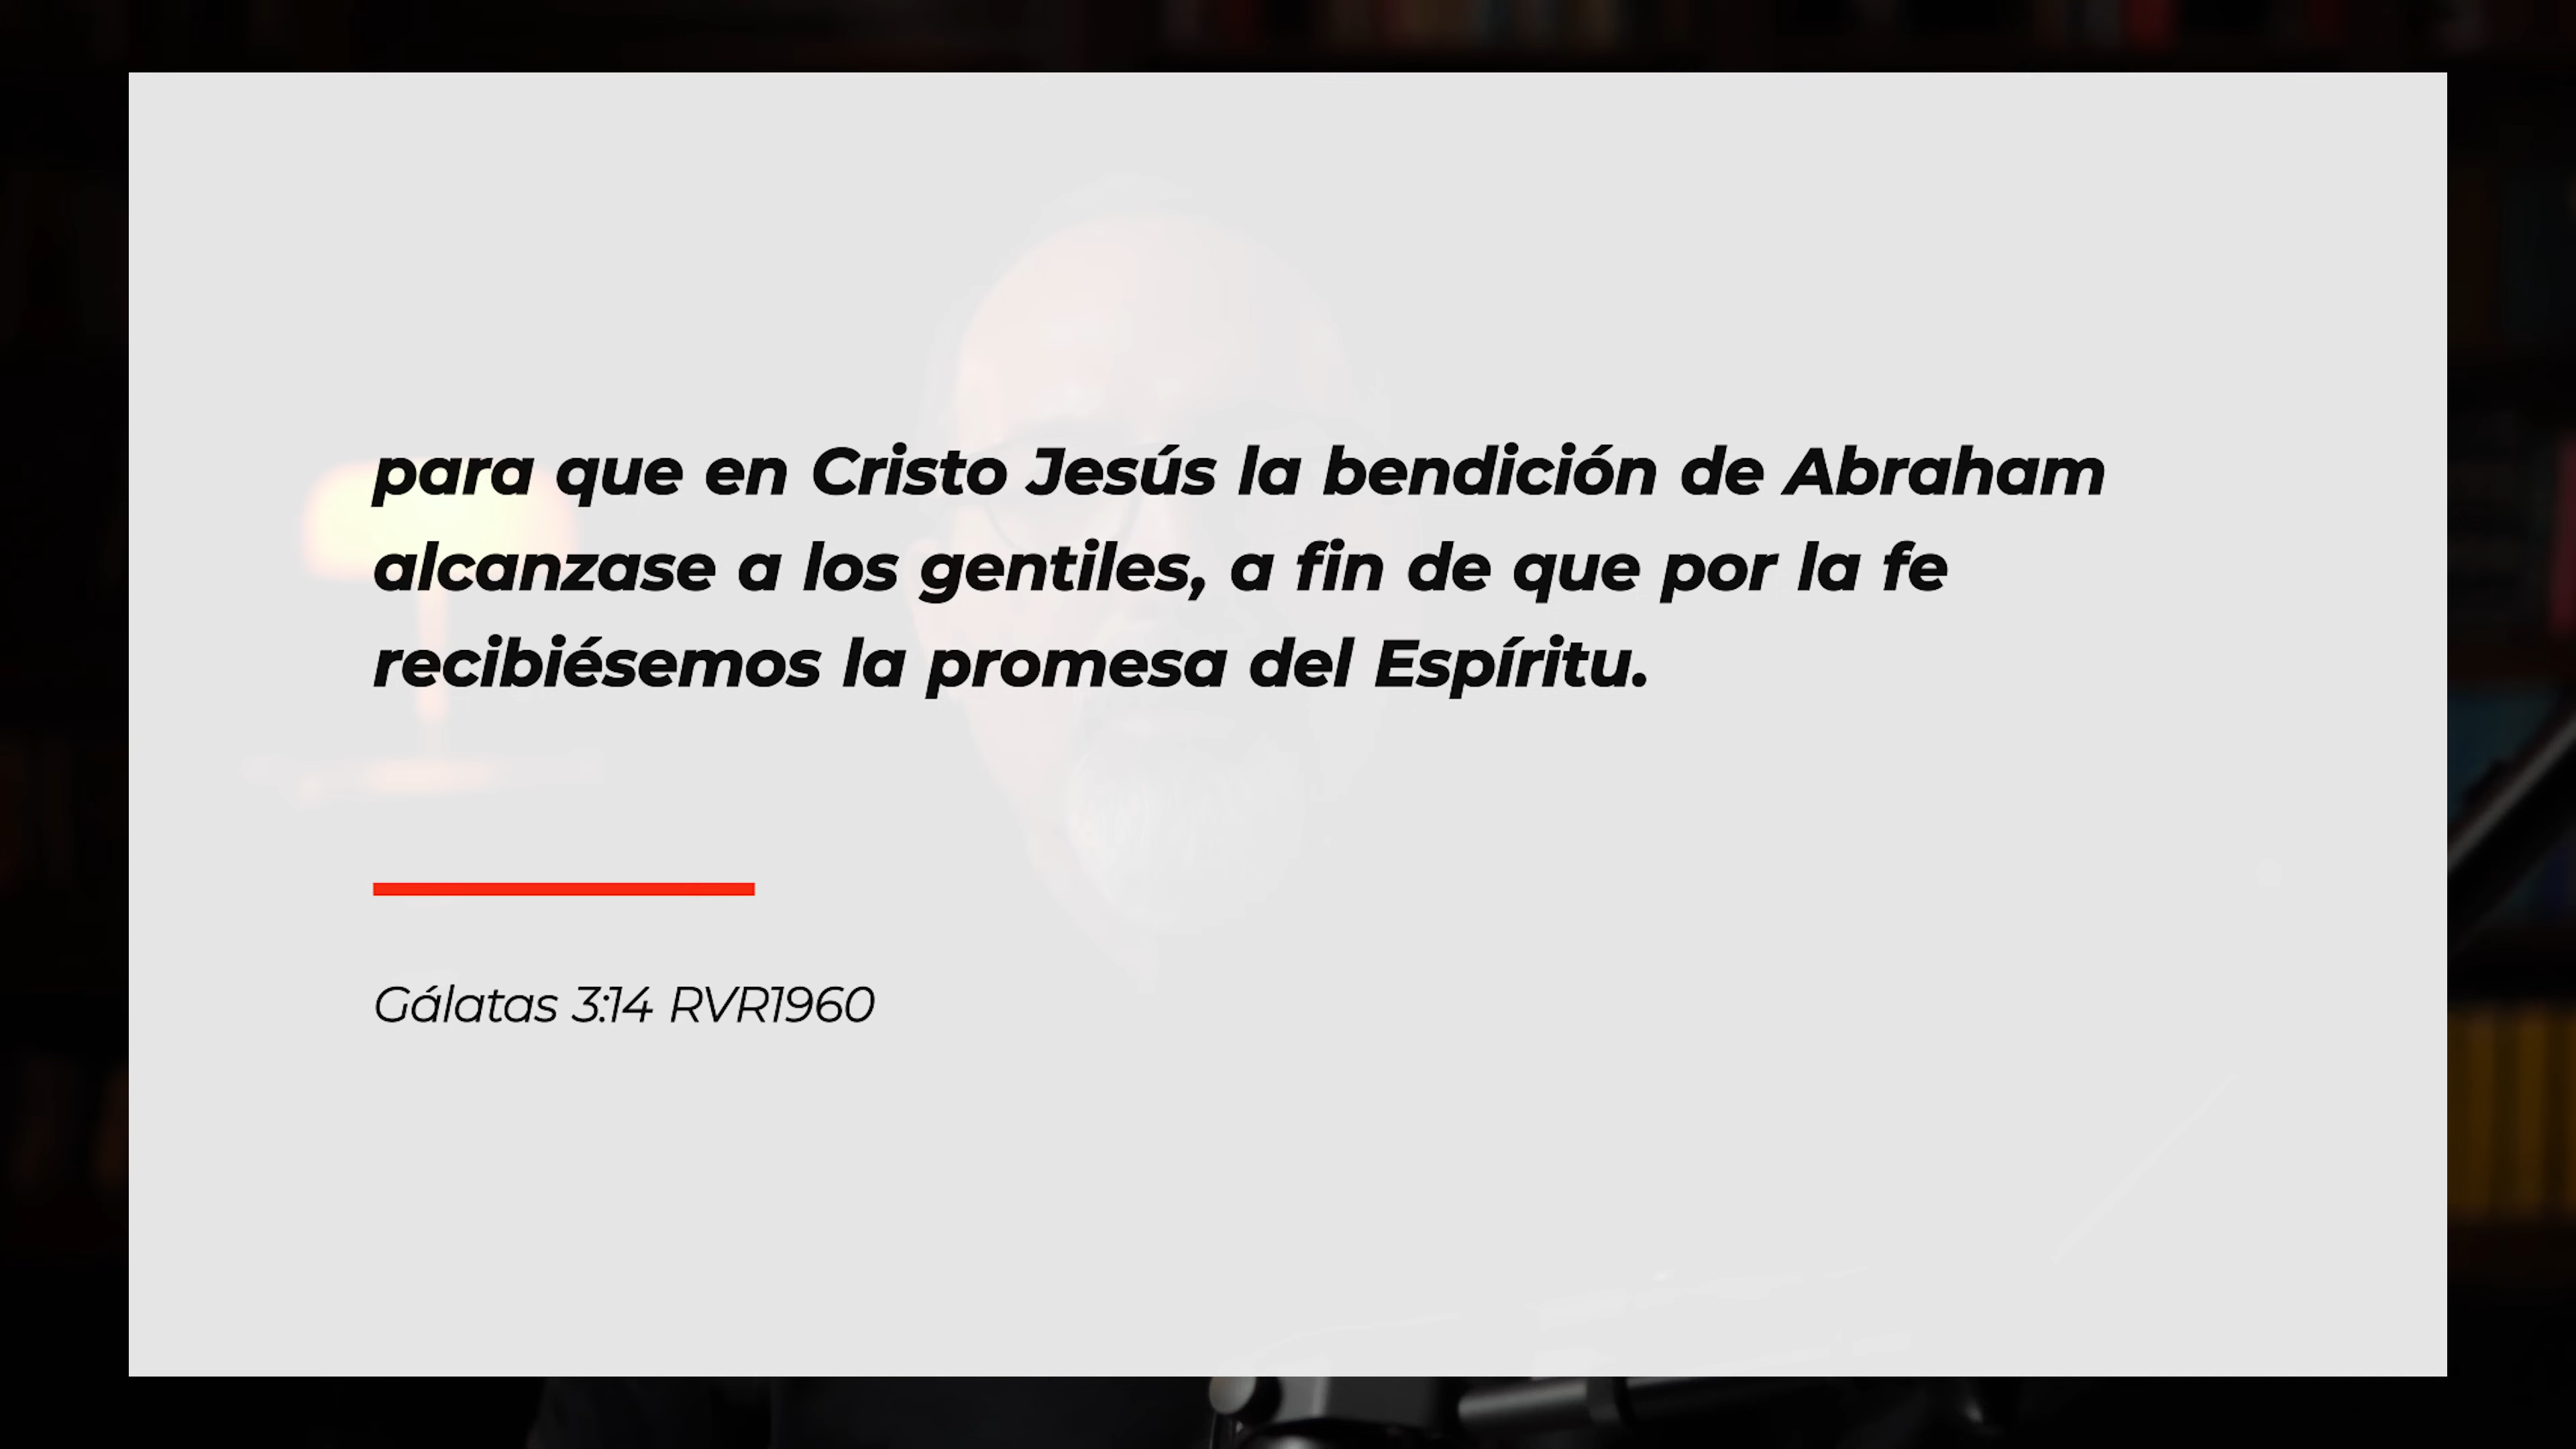 para que en Cristo Jesús la bendición de Abraham
alcanzase a los gentiles, a fin de que por la fe
recibiésemos la promesa del Espíritu.
Gálatas 3:14 RVR1960